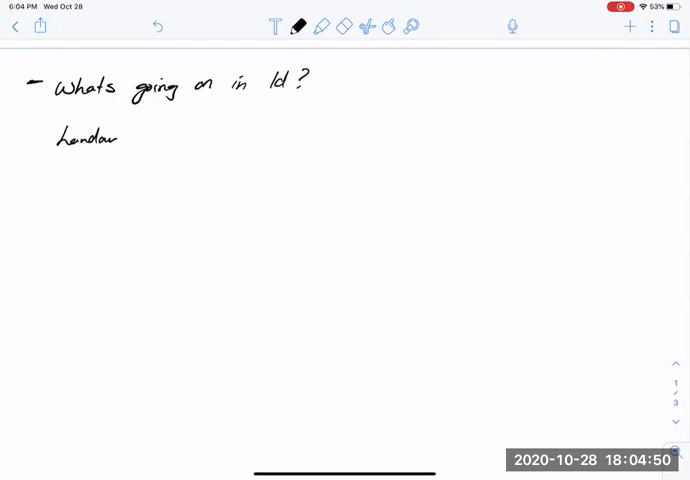 6:04 PM Wed Oct 28
53%
- Whats going on in 1d?
Landau
1
/
3
2020-10-28 18:04:50